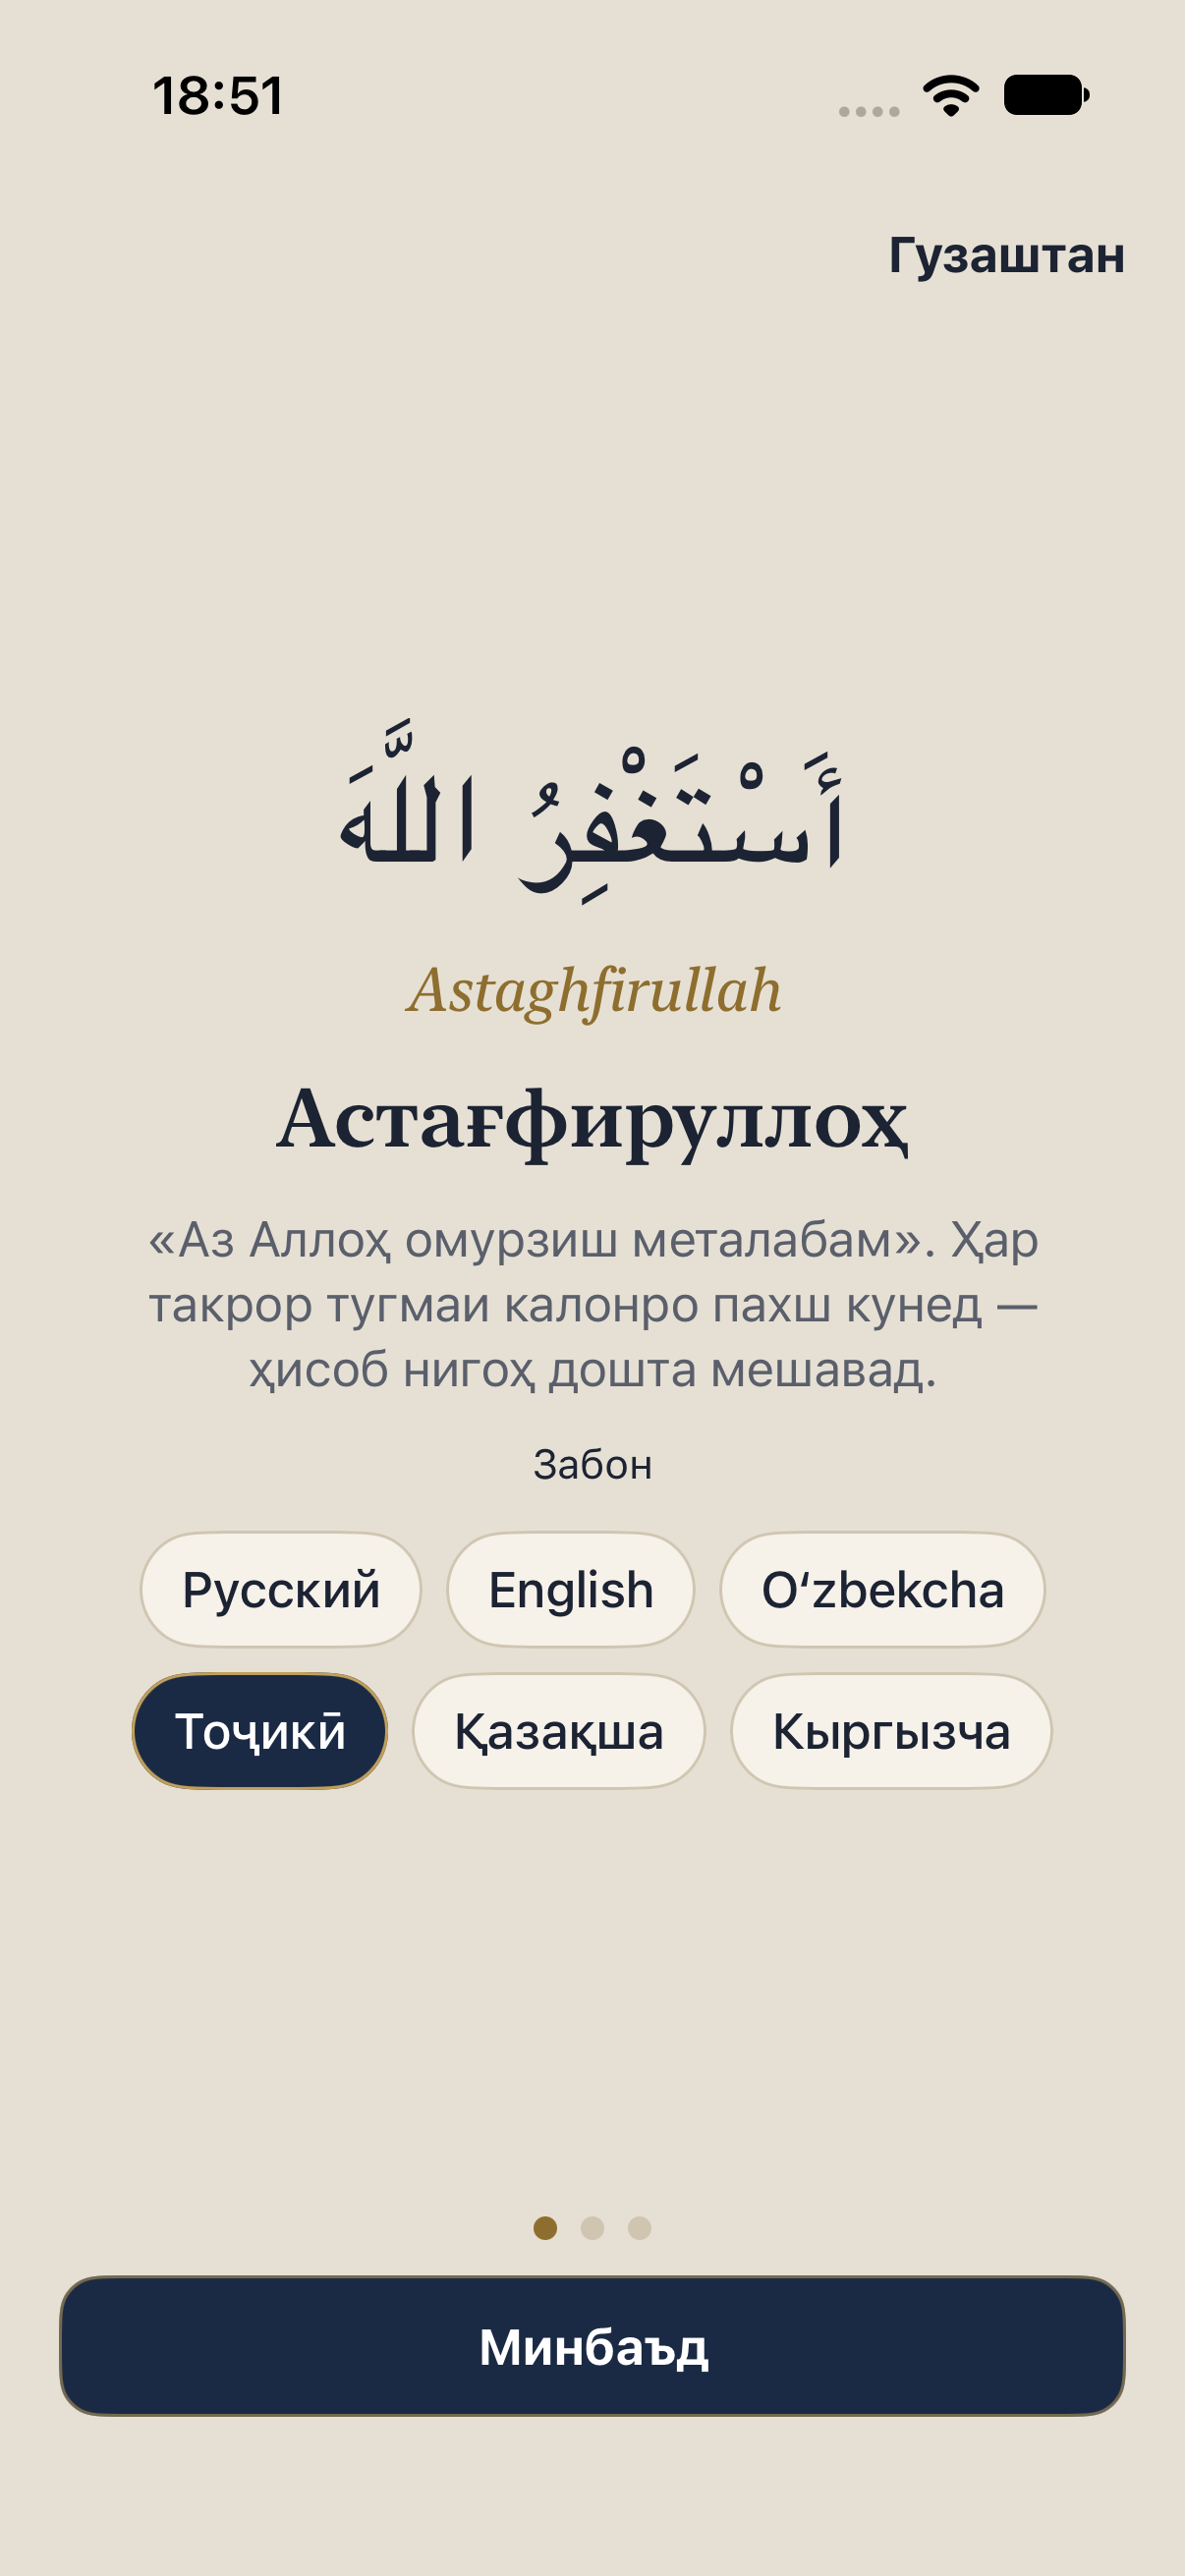 18:51
Гузаштан
أَسْتَغْفِرُ اللَّهَ
Astaghfirullah
Астағфируллоҳ
«Аз Аллоҳ омурзиш металабам». Ҳар
такрор тугмаи калонро пахш кунед —
ҳисоб нигоҳ дошта мешавад.
Забон
Русский English Oʻzbekcha
Тоҷикӣ Қазақша Кыргызча
Минбаъд